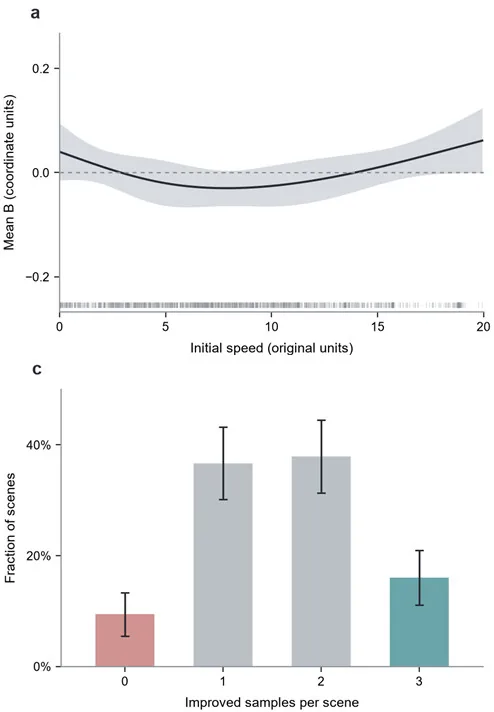 a
Mean B (coordinate units)
0.2
0.0
−0.2
0 5 10 15 20
Initial speed (original units)
c
Fraction of scenes
40%
20%
0%
0 1 2 3
Improved samples per scene